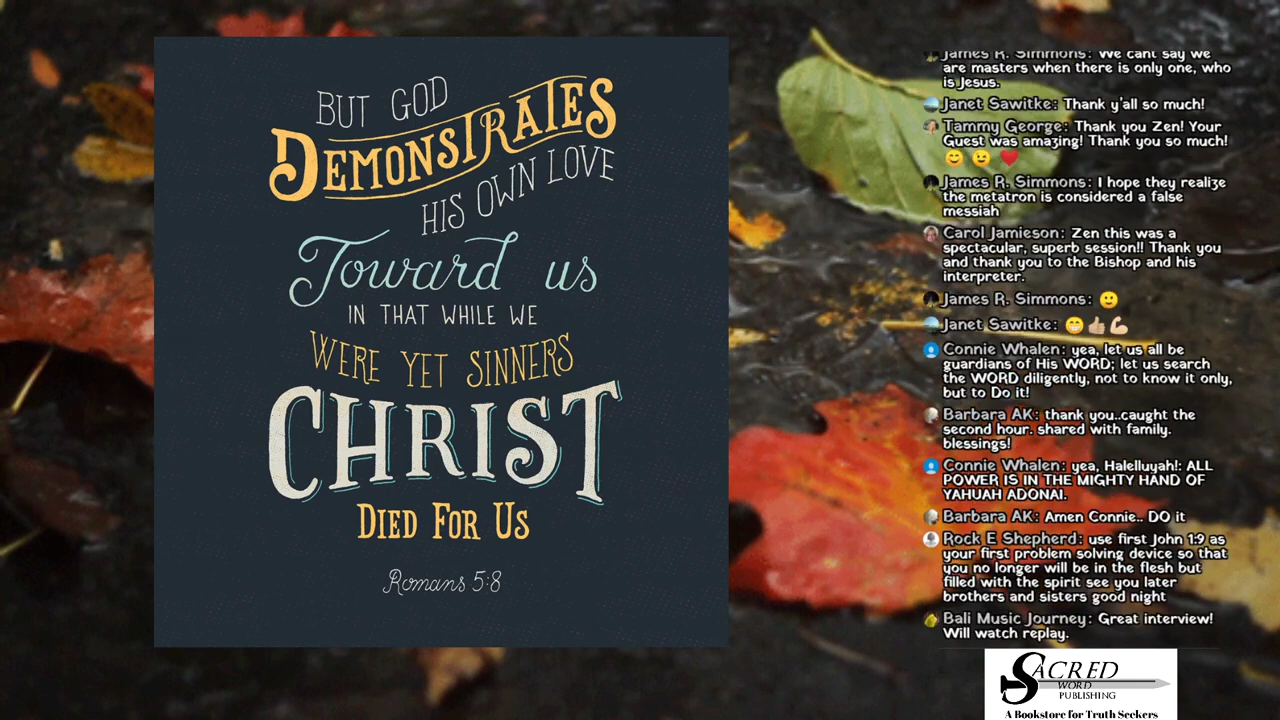 BUT GOD
DEMONSTRATES
HIS OWN LOVE
Toward us
IN THAT WHILE WE
WERE YET SINNERS
CHRIST
DIED FOR US
Romans 5:8
James R. Simmons: We cant say we
are masters when there is only one, who
is Jesus.
Janet Sawitke: Thank y'all so much!
Tammy George: Thank you Zen! Your
Guest was amazing! Thank you so much!
😊 😉 ❤️
James R. Simmons: I hope they realize
the metatron is considered a false
messiah
Carol Jamieson: Zen this was a
spectacular, superb session!! Thank you
and thank you to the Bishop and his
interpreter.
James R. Simmons: 🙂
Janet Sawitke: 😁👍💪
Connie Whalen: yea, let us all be
guardians of His WORD; let us search
the WORD diligently, not to know it only,
but to Do it!
Barbara AK: thank you..caught the
second hour. shared with family.
blessings!
Connie Whalen: yea, Halelluyah!: ALL
POWER IS IN THE MIGHTY HAND OF
YAHUAH ADONAI.
Barbara AK: Amen Connie.. DO it
Rock E Shepherd: use first John 1:9 as
your first problem solving device so that
you no longer will be in the flesh but
filled with the spirit see you later
brothers and sisters good night
Bali Music Journey: Great interview!
Will watch replay.
SACRED
WORD
PUBLISHING
A Bookstore for Truth Seekers